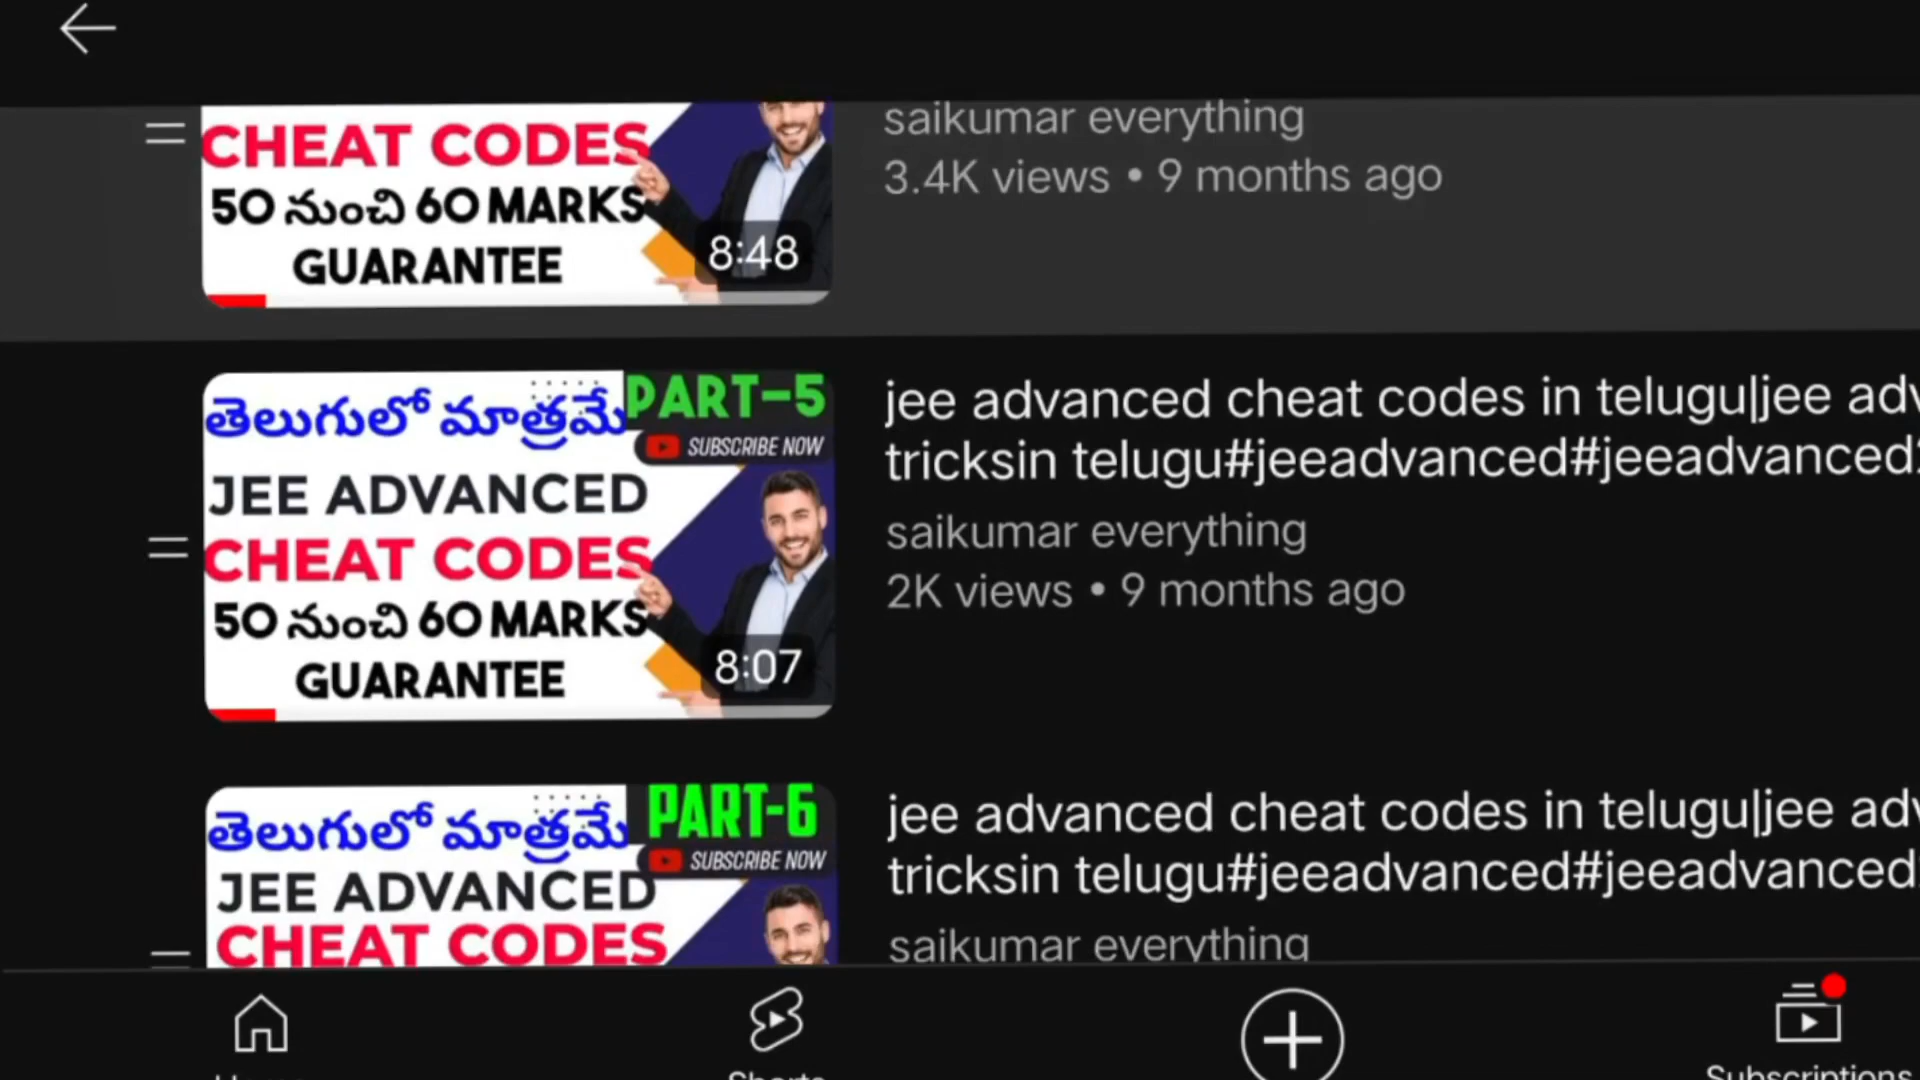 CHEAT CODES
50 నుంచి 60 MARKS
GUARANTEE
8:48
saikumar everything
3.4K views • 9 months ago
తెలుగులో మాత్రమే
PART-5
SUBSCRIBE NOW
JEE ADVANCED
CHEAT CODES
50 నుంచి 60 MARKS
GUARANTEE
8:07
jee advanced cheat codes in telugu|jee adv
tricksin telugu#jeeadvanced#jeeadvanced2
saikumar everything
2K views • 9 months ago
తెలుగులో మాత్రమే
PART-6
SUBSCRIBE NOW
JEE ADVANCED
CHEAT CODES
jee advanced cheat codes in telugu|jee adv
tricksin telugu#jeeadvanced#jeeadvanced
saikumar everything
Subscriptions